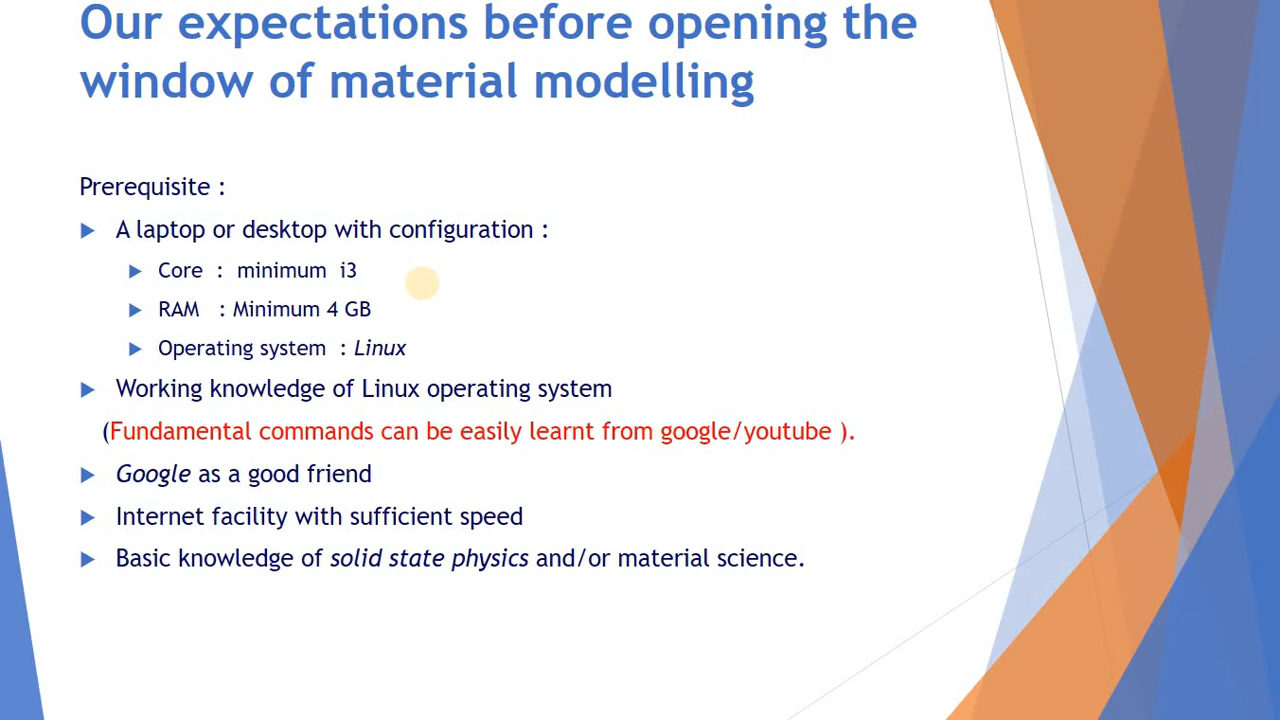 Our expectations before opening the
window of material modelling
Prerequisite :
A laptop or desktop with configuration :
Core : minimum i3
RAM : Minimum 4 GB
Operating system : Linux
Working knowledge of Linux operating system
(Fundamental commands can be easily learnt from google/youtube ).
Google as a good friend
Internet facility with sufficient speed
Basic knowledge of solid state physics and/or material science.